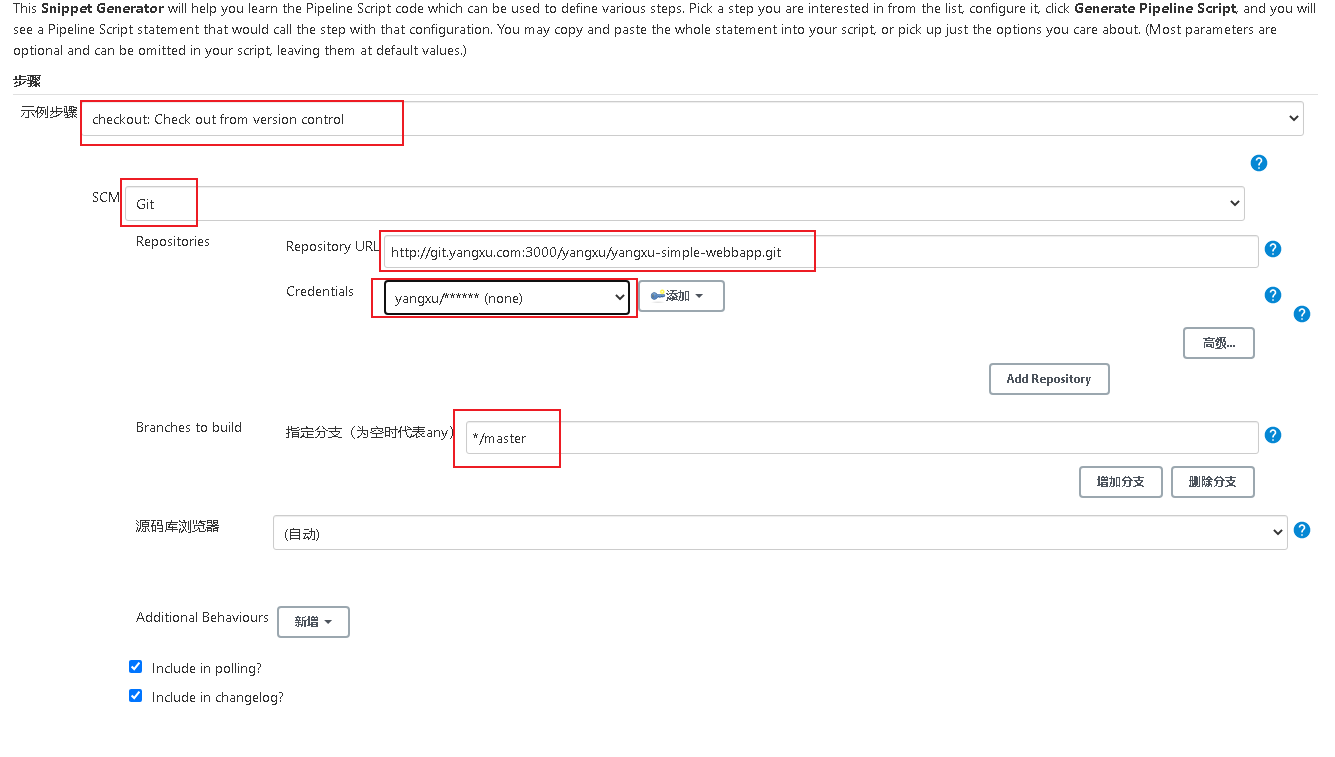 This Snippet Generator will help you learn the Pipeline Script code which can be used to define various steps. Pick a step you are interested in from the list, configure it, click Generate Pipeline Script, and you will
see a Pipeline Script statement that would call the step with that configuration. You may copy and paste the whole statement into your script, or pick up just the options you care about. (Most parameters are
optional and can be omitted in your script, leaving them at default values.)
步骤
示例步骤 checkout: Check out from version control
?
SCM Git
Repositories Repository URL http://git.yangxu.com:3000/yangxu/yangxu-simple-webbapp.git ?
Credentials yangxu/****** (none) 添加 ?
?
高级...
Add Repository
Branches to build 指定分支（为空时代表any） */master ?
增加分支 删除分支
源码库浏览器 (自动) ?
Additional Behaviours 新增
Include in polling?
Include in changelog?